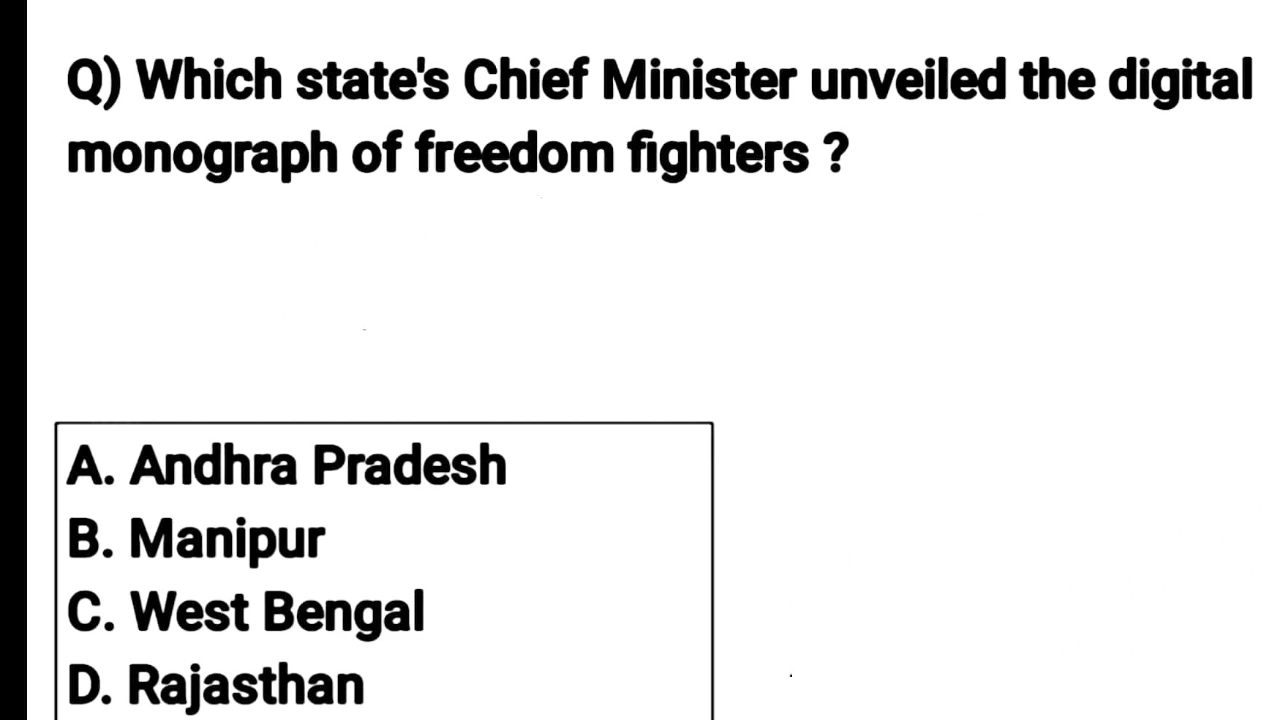 Q) Which state's Chief Minister unveiled the digital
monograph of freedom fighters ?
A. Andhra Pradesh
B. Manipur
C. West Bengal
D. Rajasthan